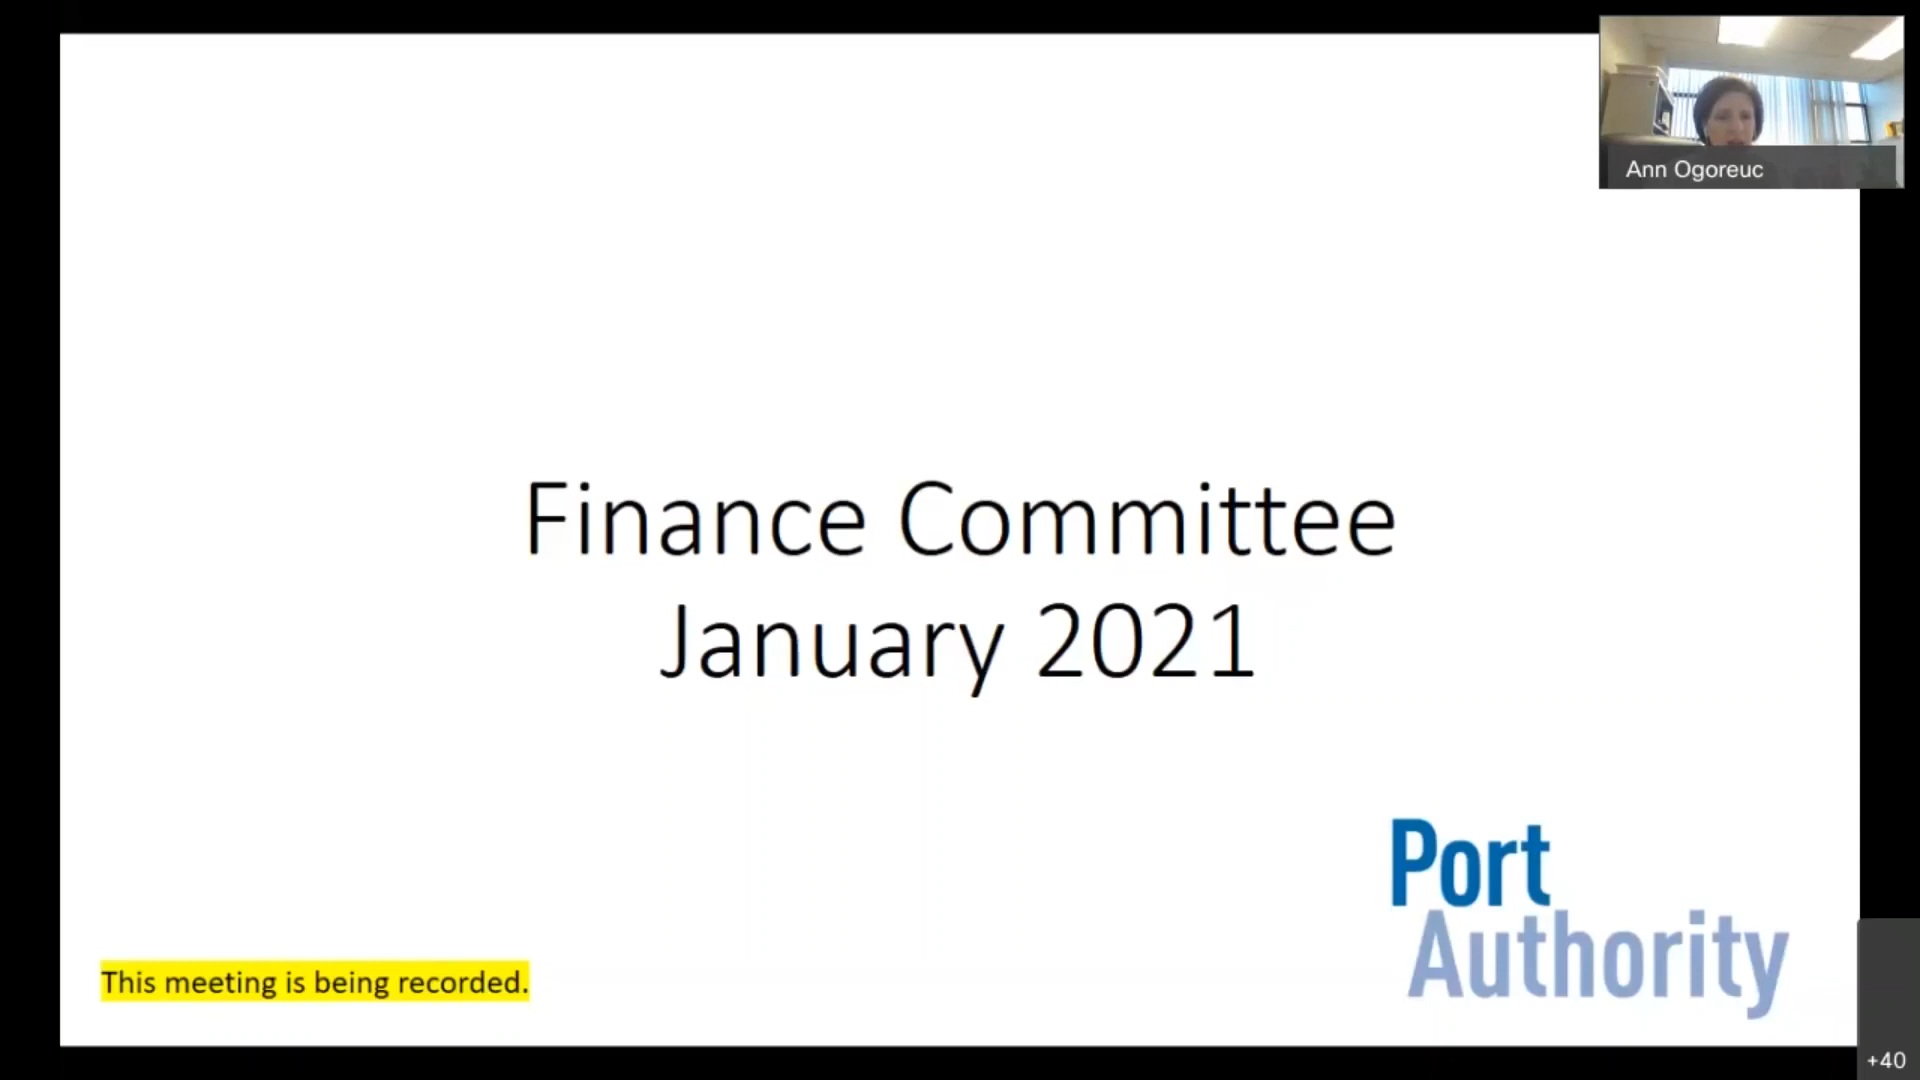 Ann Ogoreuc
Finance Committee
January 2021
Port
Authority
This meeting is being recorded.
+40